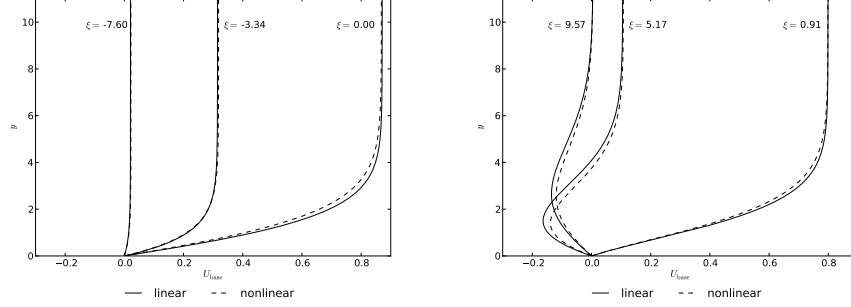 ξ = -7.60 ξ = -3.34 ξ = 0.00
10
8
6
4
2
0
y
−0.2 0.0 0.2 0.4 0.6 0.8
U_base
linear nonlinear
ξ = 9.57 ξ = 5.17 ξ = 0.91
10
8
6
4
2
0
y
−0.2 0.0 0.2 0.4 0.6 0.8
U_base
linear nonlinear